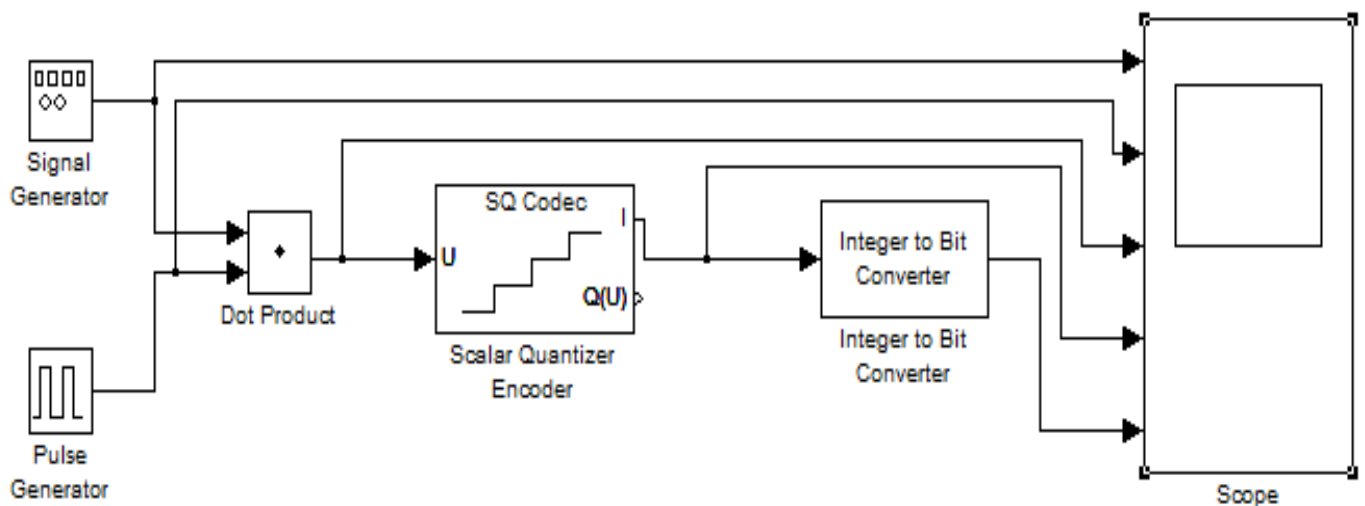 Signal
Generator
SQ Codec
I
U
Q(U)
Integer to Bit
Converter
Dot Product
Scalar Quantizer
Encoder
Integer to Bit
Converter
Pulse
Generator
Scope